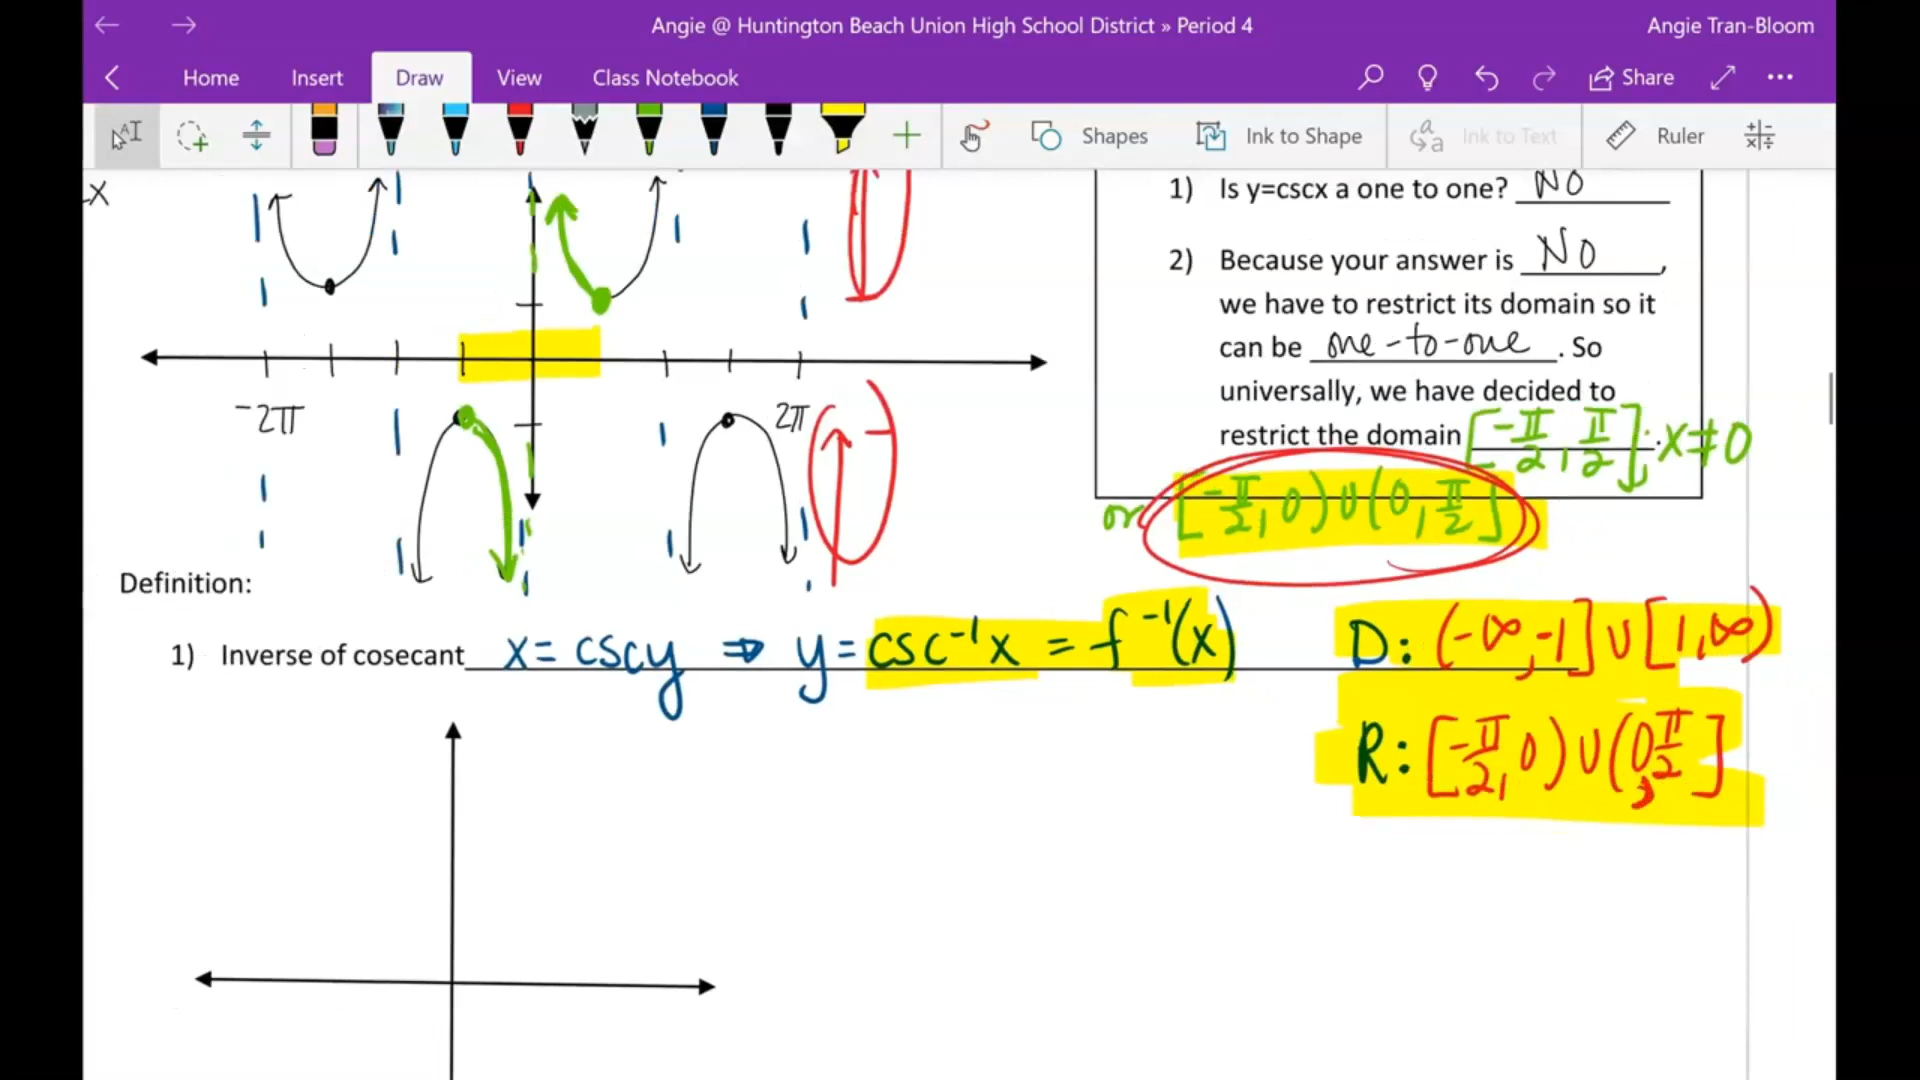 Angie @ Huntington Beach Union High School District » Period 4
Angie Tran-Bloom
Home Insert Draw View Class Notebook Share
Shapes Ink to Shape Ink to Text Ruler
1) Is y=cscx a one to one? NO
2) Because your answer is NO,
we have to restrict its domain so it
can be one-to-one. So
universally, we have decided to
restrict the domain [-π/2, π/2]; x≠0.
or [-π/2, 0) ∪ (0, π/2]
-2π 2π
Definition:
1) Inverse of cosecant x = cscy ⇒ y = csc⁻¹x = f⁻¹(x)
D: (-∞, -1] ∪ [1, ∞)
R: [-π/2, 0) ∪ (0, π/2]